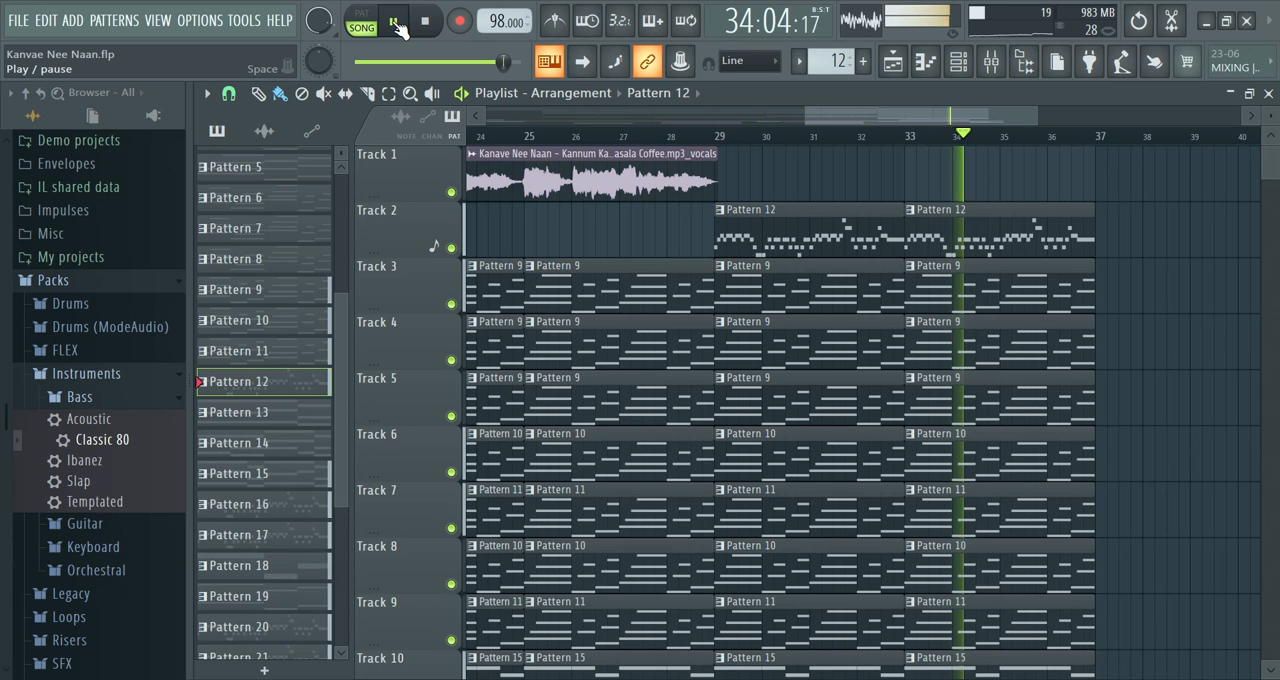 FILE EDIT ADD PATTERNS VIEW OPTIONS TOOLS HELP
PAT
SONG
98.000
3.2:
34:04:17
B:S:T
19
983 MB
28
Kanvae Nee Naan.flp
Play / pause
Space
Line
12
23-06
MIXING |..
Browser - All
Playlist - Arrangement
Pattern 12
NOTE CHAN PAT
24 25 26 27 28 29 30 31 32 33 34 35 36 37 38 39 40
Demo projects
Envelopes
IL shared data
Impulses
Misc
My projects
Packs
Drums
Drums (ModeAudio)
FLEX
Instruments
Bass
Acoustic
Classic 80
Ibanez
Slap
Temptated
Guitar
Keyboard
Orchestral
Legacy
Loops
Risers
SFX
Pattern 5
Pattern 6
Pattern 7
Pattern 8
Pattern 9
Pattern 10
Pattern 11
Pattern 12
Pattern 13
Pattern 14
Pattern 15
Pattern 16
Pattern 17
Pattern 18
Pattern 19
Pattern 20
Pattern 21
Track 1
Kanave Nee Naan - Kannum Ka..asala Coffee.mp3_vocals
Track 2
Pattern 12 Pattern 12
Track 3
Pattern 9 Pattern 9 Pattern 9 Pattern 9
Track 4
Pattern 9 Pattern 9 Pattern 9 Pattern 9
Track 5
Pattern 9 Pattern 9 Pattern 9 Pattern 9
Track 6
Pattern 10 Pattern 10 Pattern 10 Pattern 10
Track 7
Pattern 11 Pattern 11 Pattern 11 Pattern 11
Track 8
Pattern 10 Pattern 10 Pattern 10 Pattern 10
Track 9
Pattern 11 Pattern 11 Pattern 11 Pattern 11
Track 10
Pattern 15 Pattern 15 Pattern 15 Pattern 15